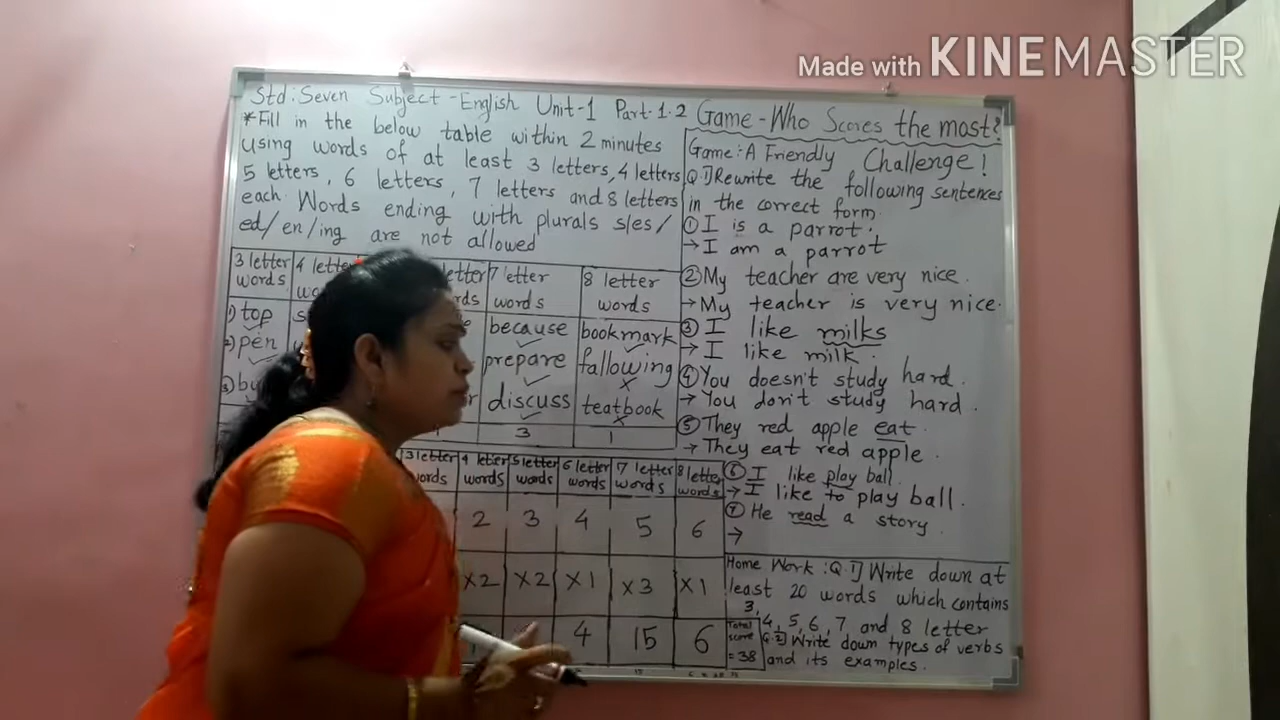 Made with KINEMASTER
Std. Seven Subject - English Unit-1 Part-1.2 Game - Who Scores the most?
*Fill in the below table within 2 minutes
using words of at least 3 letters, 4 letters
5 letters, 6 letters, 7 letters and 8 letters
each. Words ending with plurals s/es/
ed/en/ing are not allowed
3 letter words
4 letter
letter
7 letter words
8 letter words
1) top
because
bookmark
2) pen
prepare
fallowing
3)
discuss
teatbook
3
1
3 letter words
4 letter words
5 letter words
6 letter words
7 letter words
8 letter words
2 3 4 5 6
X2 X2 X1 X3 X1
4 15 6
Total score = 38
Game: A Friendly Challenge!
Q.1] Rewrite the following sentences
in the correct form.
① I is a parrot.
→ I am a parrot
② My teacher are very nice.
→ My teacher is very nice.
③ I like milks
→ I like milk.
④ You doesn't study hard.
→ You don't study hard.
⑤ They red apple eat.
→ They eat red apple.
⑥ I like play ball.
→ I like to play ball.
⑦ He read a story.
→
Home Work: Q.1] Write down at
least 20 words which contains
3, 4, 5, 6, 7 and 8 letter
Q.2] Write down types of verbs
and its examples.